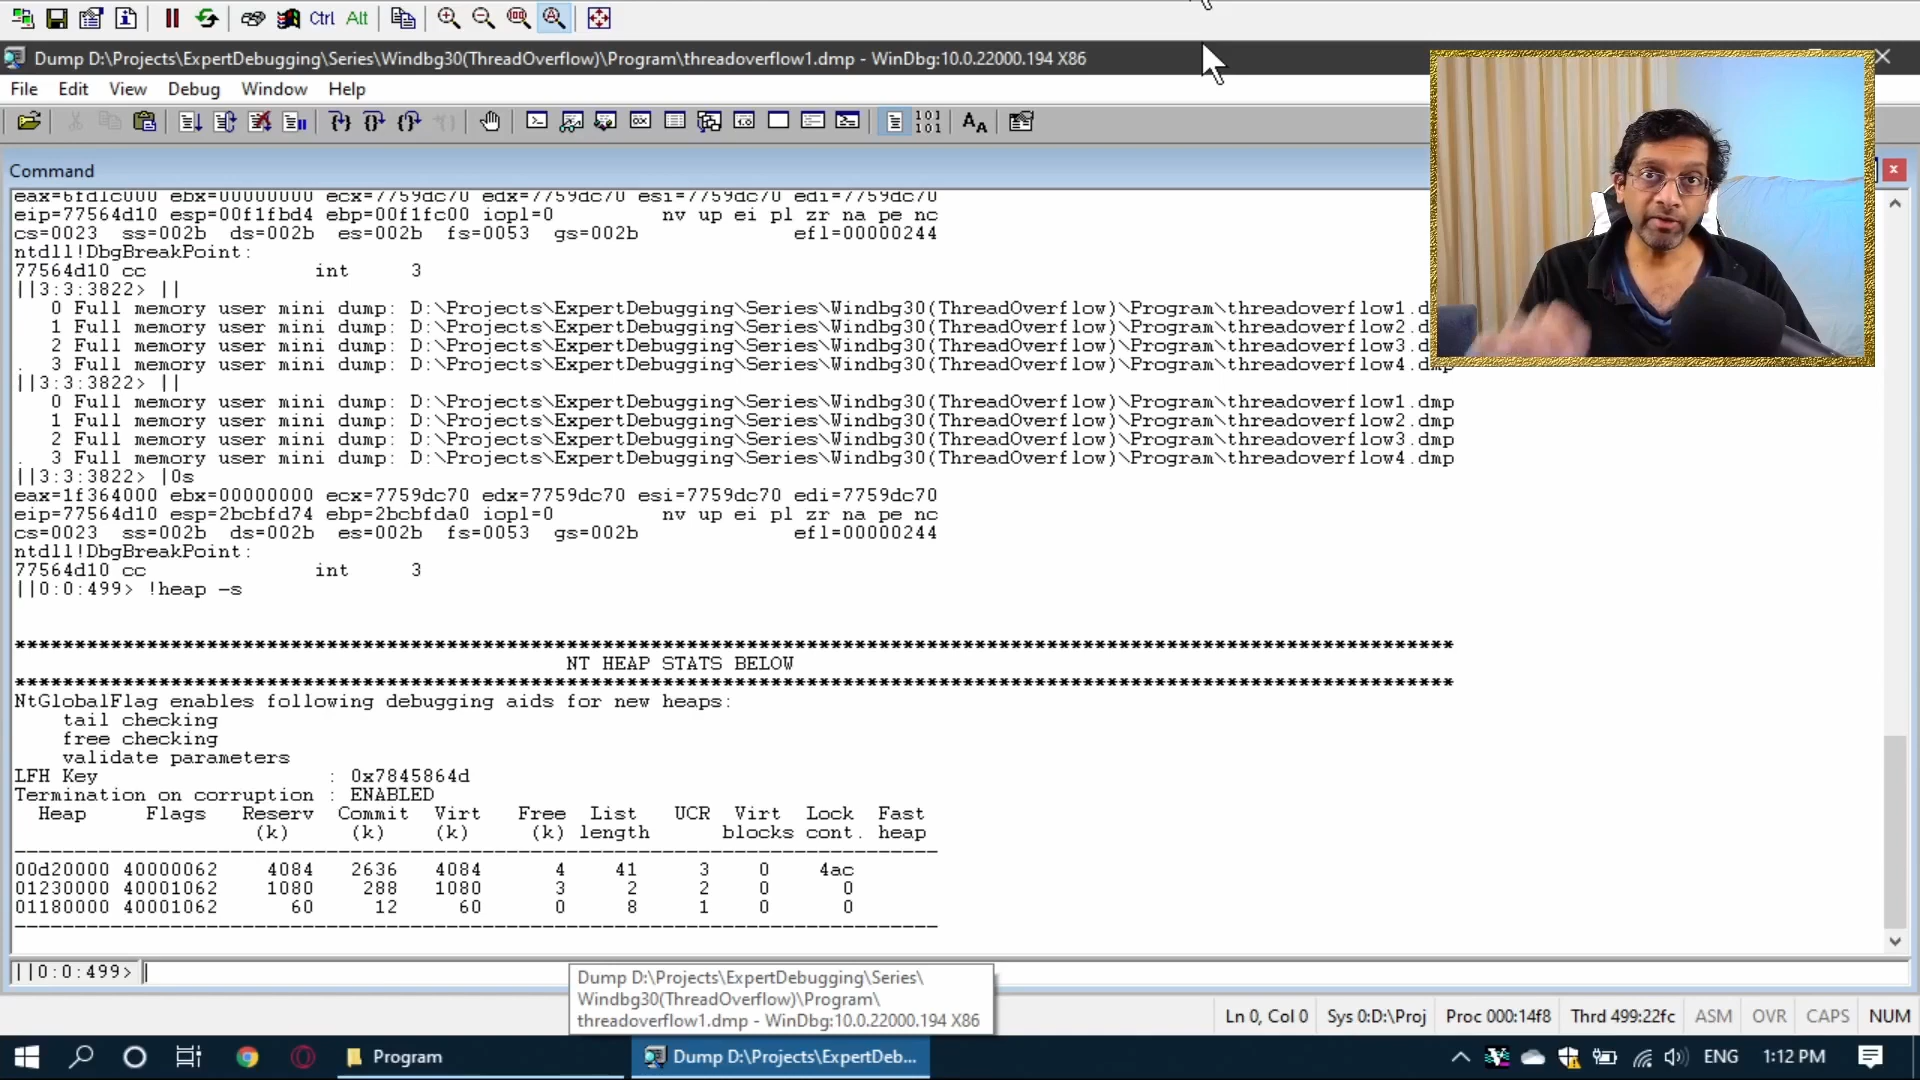 Ctrl Alt
Dump D:\Projects\ExpertDebugging\Series\Windbg30(ThreadOverflow)\Program\threadoverflow1.dmp - WinDbg:10.0.22000.194 X86
File Edit View Debug Window Help
Command
eax=6fd1c000 ebx=00000000 ecx=7759dc70 edx=7759dc70 esi=7759dc70 edi=7759dc70
eip=77564d10 esp=00f1fbd4 ebp=00f1fc00 iopl=0 nv up ei pl zr na pe nc
cs=0023 ss=002b ds=002b es=002b fs=0053 gs=002b efl=00000244
ntdll!DbgBreakPoint:
77564d10 cc int 3
||3:3:3822> ||
0 Full memory user mini dump: D:\Projects\ExpertDebugging\Series\Windbg30(ThreadOverflow)\Program\threadoverflow1.d
1 Full memory user mini dump: D:\Projects\ExpertDebugging\Series\Windbg30(ThreadOverflow)\Program\threadoverflow2.d
2 Full memory user mini dump: D:\Projects\ExpertDebugging\Series\Windbg30(ThreadOverflow)\Program\threadoverflow3.d
. 3 Full memory user mini dump: D:\Projects\ExpertDebugging\Series\Windbg30(ThreadOverflow)\Program\threadoverflow4.dmp
||3:3:3822> ||
0 Full memory user mini dump: D:\Projects\ExpertDebugging\Series\Windbg30(ThreadOverflow)\Program\threadoverflow1.dmp
1 Full memory user mini dump: D:\Projects\ExpertDebugging\Series\Windbg30(ThreadOverflow)\Program\threadoverflow2.dmp
2 Full memory user mini dump: D:\Projects\ExpertDebugging\Series\Windbg30(ThreadOverflow)\Program\threadoverflow3.dmp
. 3 Full memory user mini dump: D:\Projects\ExpertDebugging\Series\Windbg30(ThreadOverflow)\Program\threadoverflow4.dmp
||3:3:3822> |0s
eax=1f364000 ebx=00000000 ecx=7759dc70 edx=7759dc70 esi=7759dc70 edi=7759dc70
eip=77564d10 esp=2bcbfd74 ebp=2bcbfda0 iopl=0 nv up ei pl zr na pe nc
cs=0023 ss=002b ds=002b es=002b fs=0053 gs=002b efl=00000244
ntdll!DbgBreakPoint:
77564d10 cc int 3
||0:0:499> !heap -s
************************************************************************************************************************
NT HEAP STATS BELOW
************************************************************************************************************************
NtGlobalFlag enables following debugging aids for new heaps:
tail checking
free checking
validate parameters
LFH Key : 0x7845864d
Termination on corruption : ENABLED
Heap Flags Reserv Commit Virt Free List UCR Virt Lock Fast
(k) (k) (k) (k) length blocks cont. heap
-----------------------------------------------------------------------------
00d20000 40000062 4084 2636 4084 4 41 3 0 4ac
01230000 40001062 1080 288 1080 3 2 2 0 0
01180000 40001062 60 12 60 0 8 1 0 0
-----------------------------------------------------------------------------
||0:0:499>
Dump D:\Projects\ExpertDebugging\Series\
Windbg30(ThreadOverflow)\Program\
threadoverflow1.dmp - WinDbg:10.0.22000.194 X86
Ln 0, Col 0 Sys 0:D:\Proj Proc 000:14f8 Thrd 499:22fc ASM OVR CAPS NUM
Program Dump D:\Projects\ExpertDeb... ENG 1:12 PM